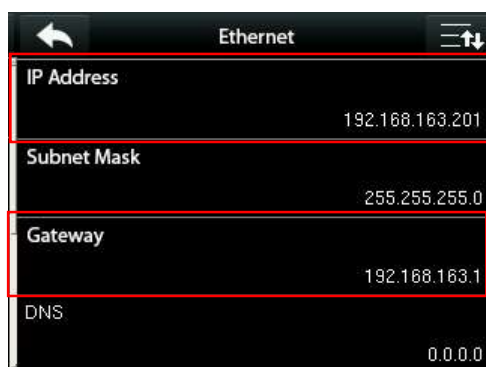 Ethernet
IP Address
192.168.163.201
Subnet Mask
255.255.255.0
Gateway
192.168.163.1
DNS
0.0.0.0